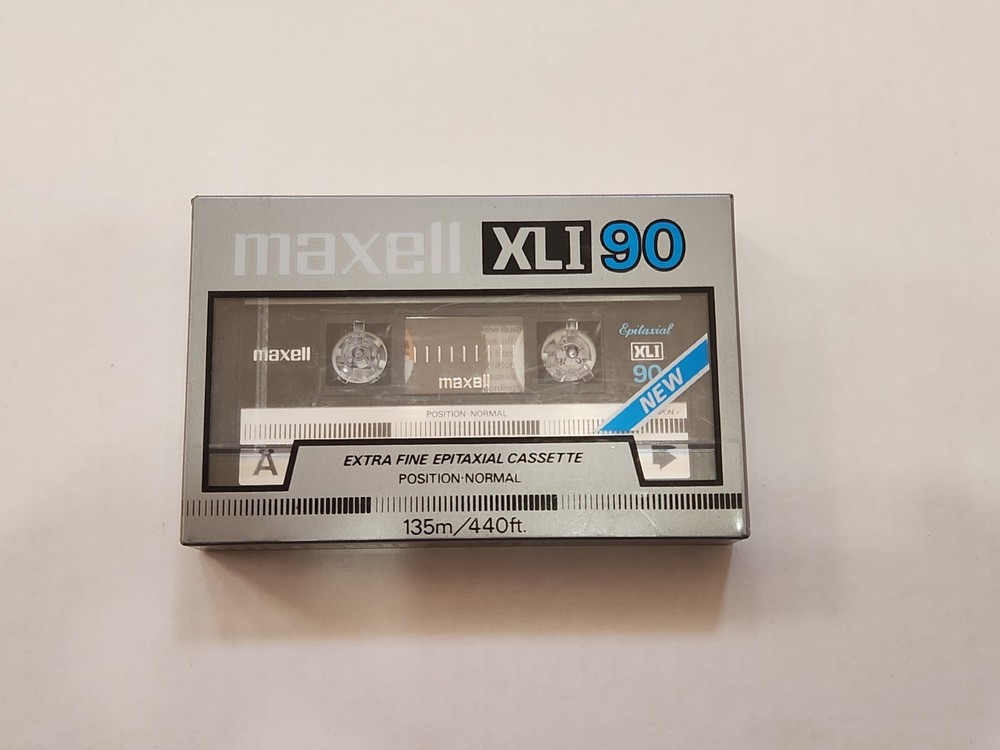 maxell XLI 90
Epitaxial
maxell XLI
90
maxell
NEW
POSITION·NORMAL
A
EXTRA FINE EPITAXIAL CASSETTE
POSITION·NORMAL
135m/440ft.